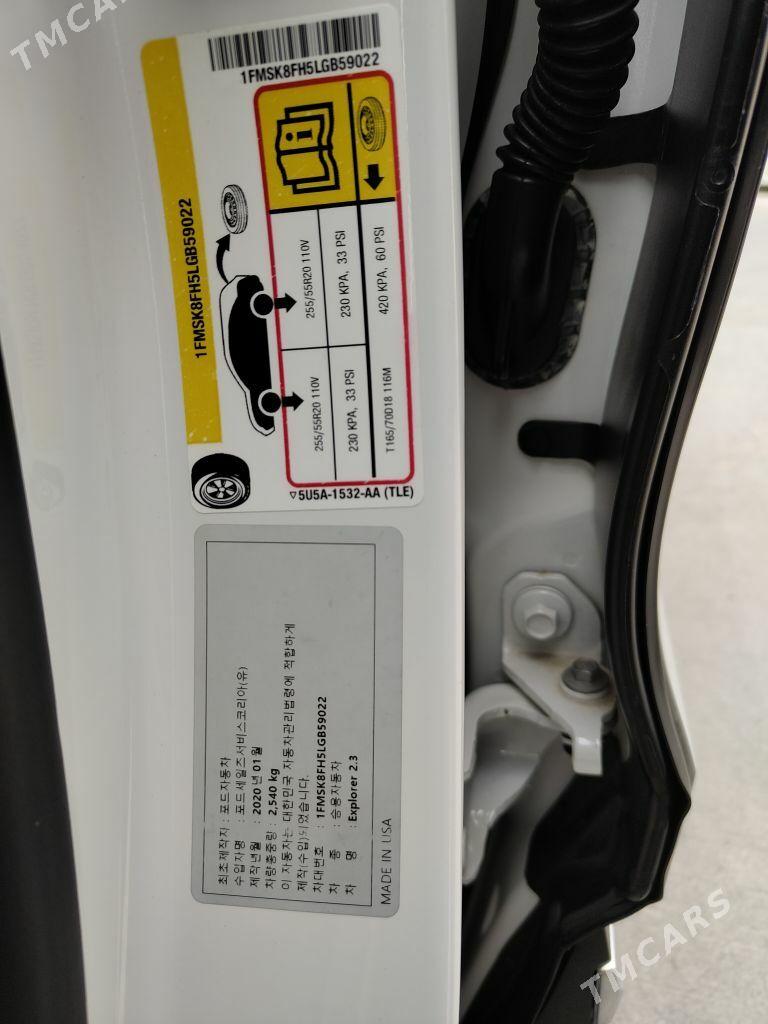 TMCARS
1FMSK8FH5LGB59022
1FMSK8FH5LGB59022
255/55R20 110V
255/55R20 110V
230 KPA, 33 PSI
230 KPA, 33 PSI
T165/70D18 116M
420 KPA, 60 PSI
5U5A-1532-AA (TLE)
최초제작자 : 포드자동차
수입자명 : 포드세일즈서비스코리아(유)
제작년월 : 2020 년 01 월
차량총중량 : 2,540 kg
이 자동차는 대한민국 자동차관리법령에 적합하게
제작(수입)되었습니다.
차대번호 : 1FMSK8FH5LGB59022
차 종 : 승용자동차
차 명 : Explorer 2.3
MADE IN USA
TMCARS